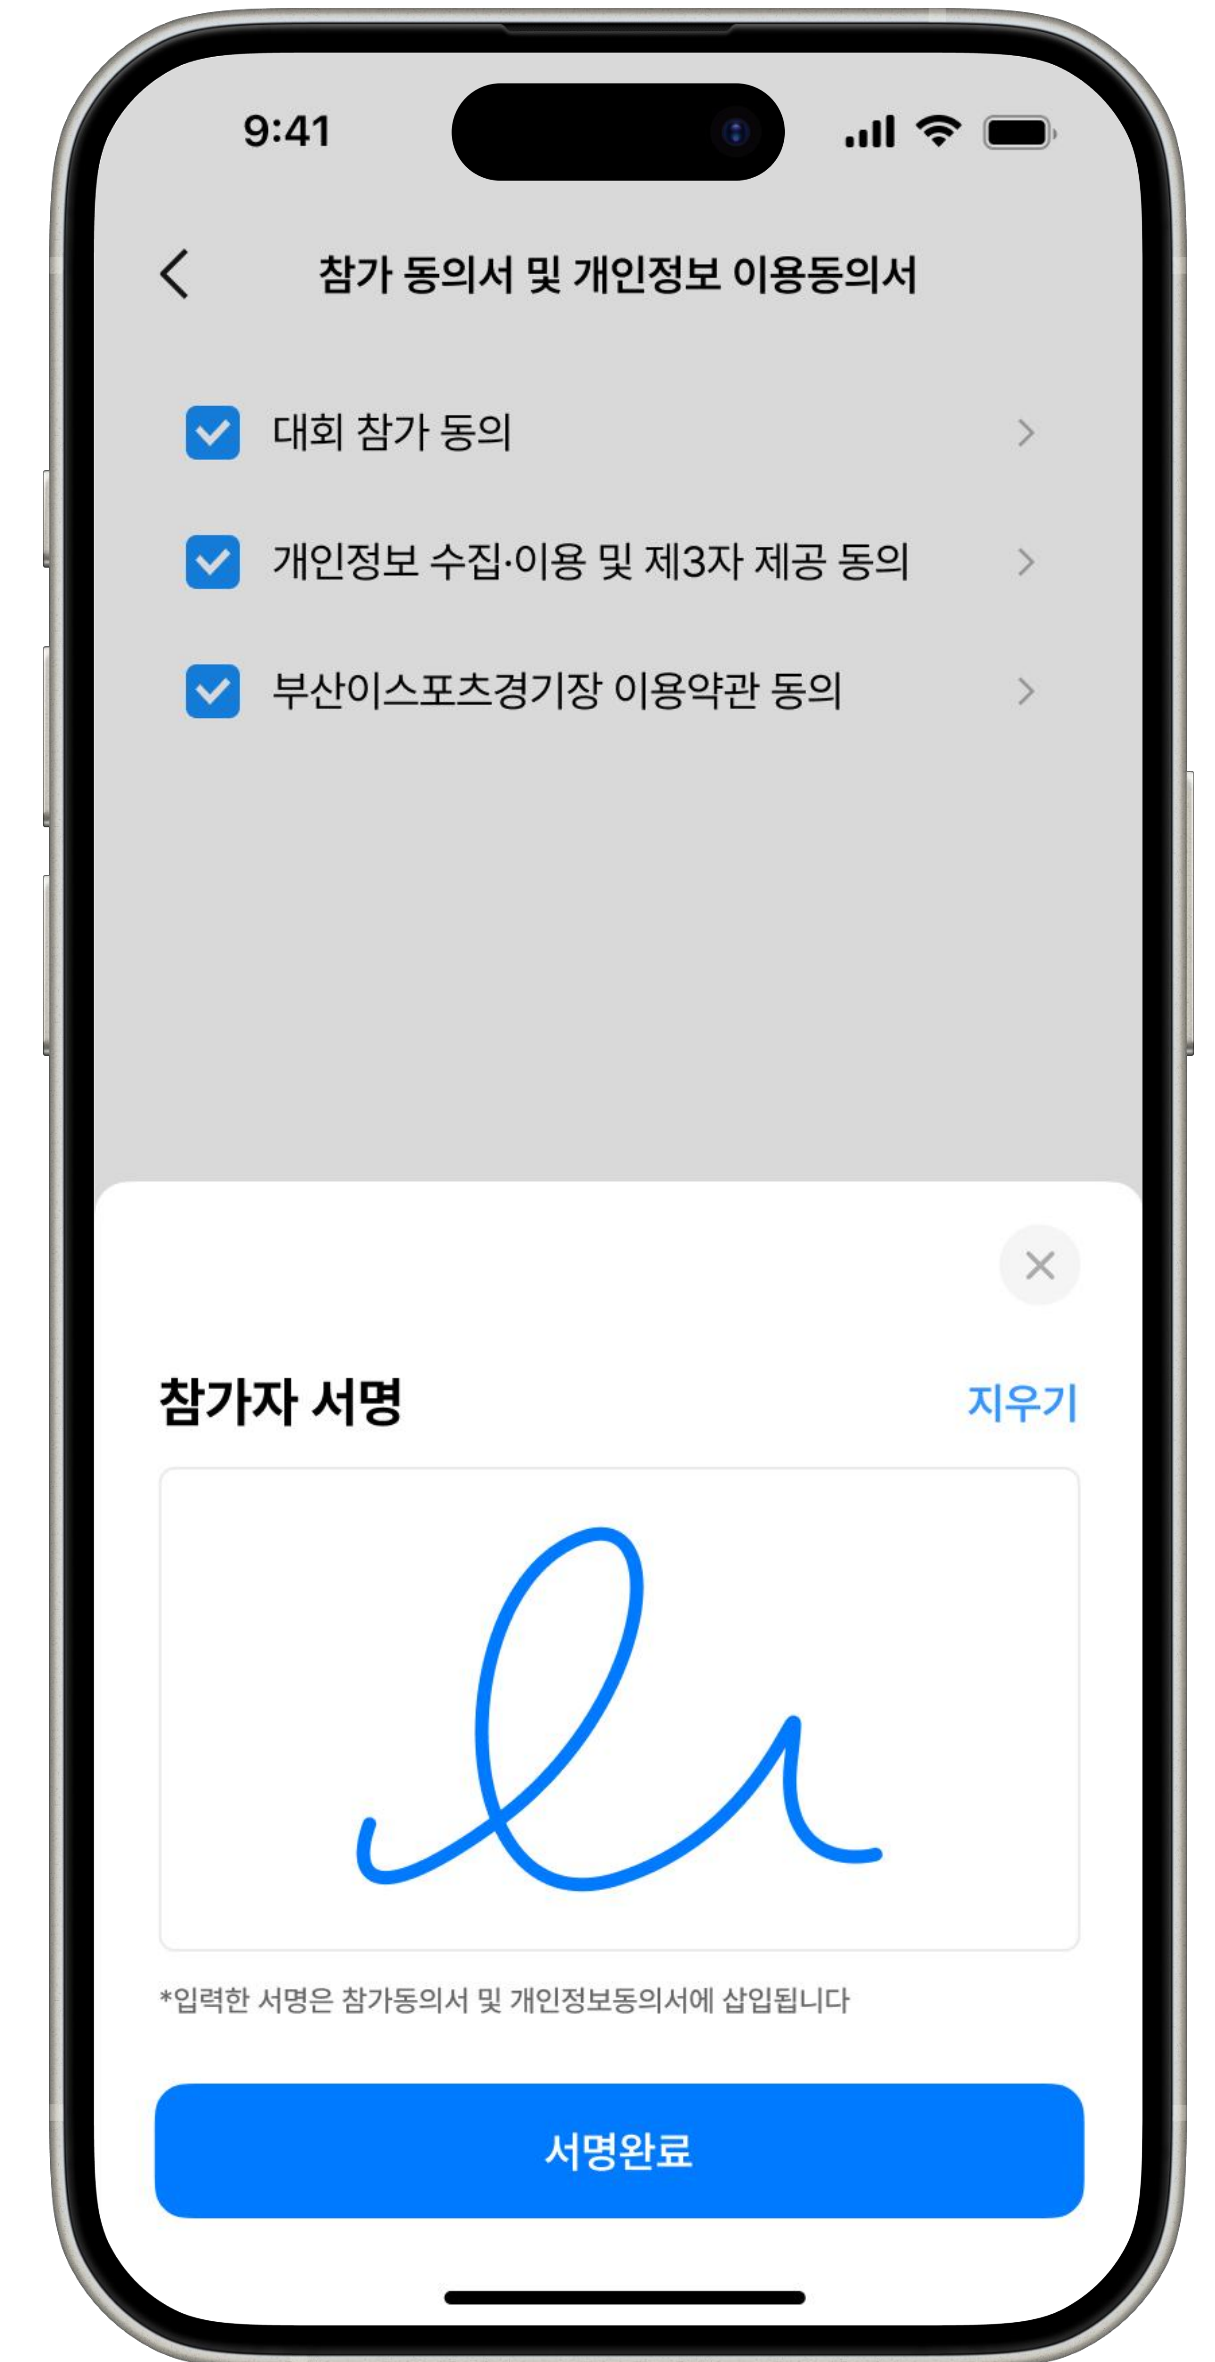 9:41
참가 동의서 및 개인정보 이용동의서
대회 참가 동의
개인정보 수집·이용 및 제3자 제공 동의
부산이스포츠경기장 이용약관 동의
참가자 서명
지우기
*입력한 서명은 참가동의서 및 개인정보동의서에 삽입됩니다
서명완료